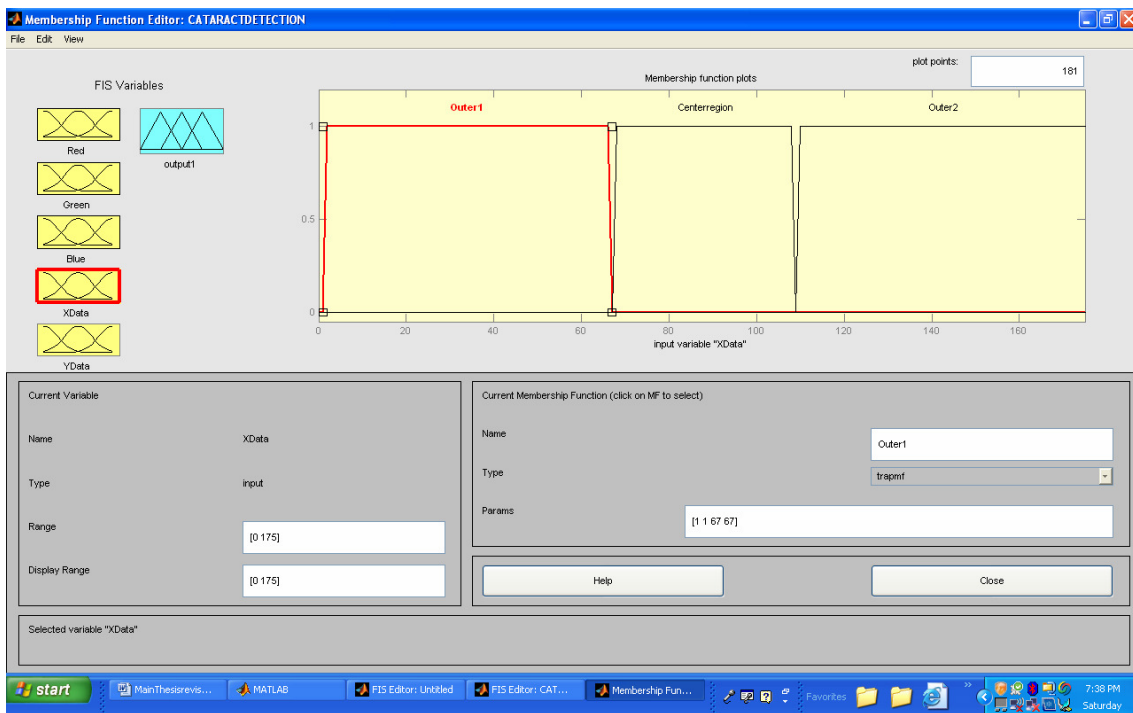 Membership Function Editor: CATARACTDETECTION
File Edit View
FIS Variables
Red
Green
Blue
XData
YData
output1
plot points:
181
Membership function plots
Outer1 Centerregion Outer2
1
0.5
0
0 20 40 60 80 100 120 140 160
input variable "XData"
Current Variable
Name XData
Type input
Range [0 175]
Display Range [0 175]
Current Membership Function (click on MF to select)
Name Outer1
Type trapmf
Params [1 1 67 67]
Help Close
Selected variable "XData"
start MainThesisrevis... MATLAB FIS Editor: Untitled FIS Editor: CAT... Membership Fun... Favorites » 7:38 PM
Saturday